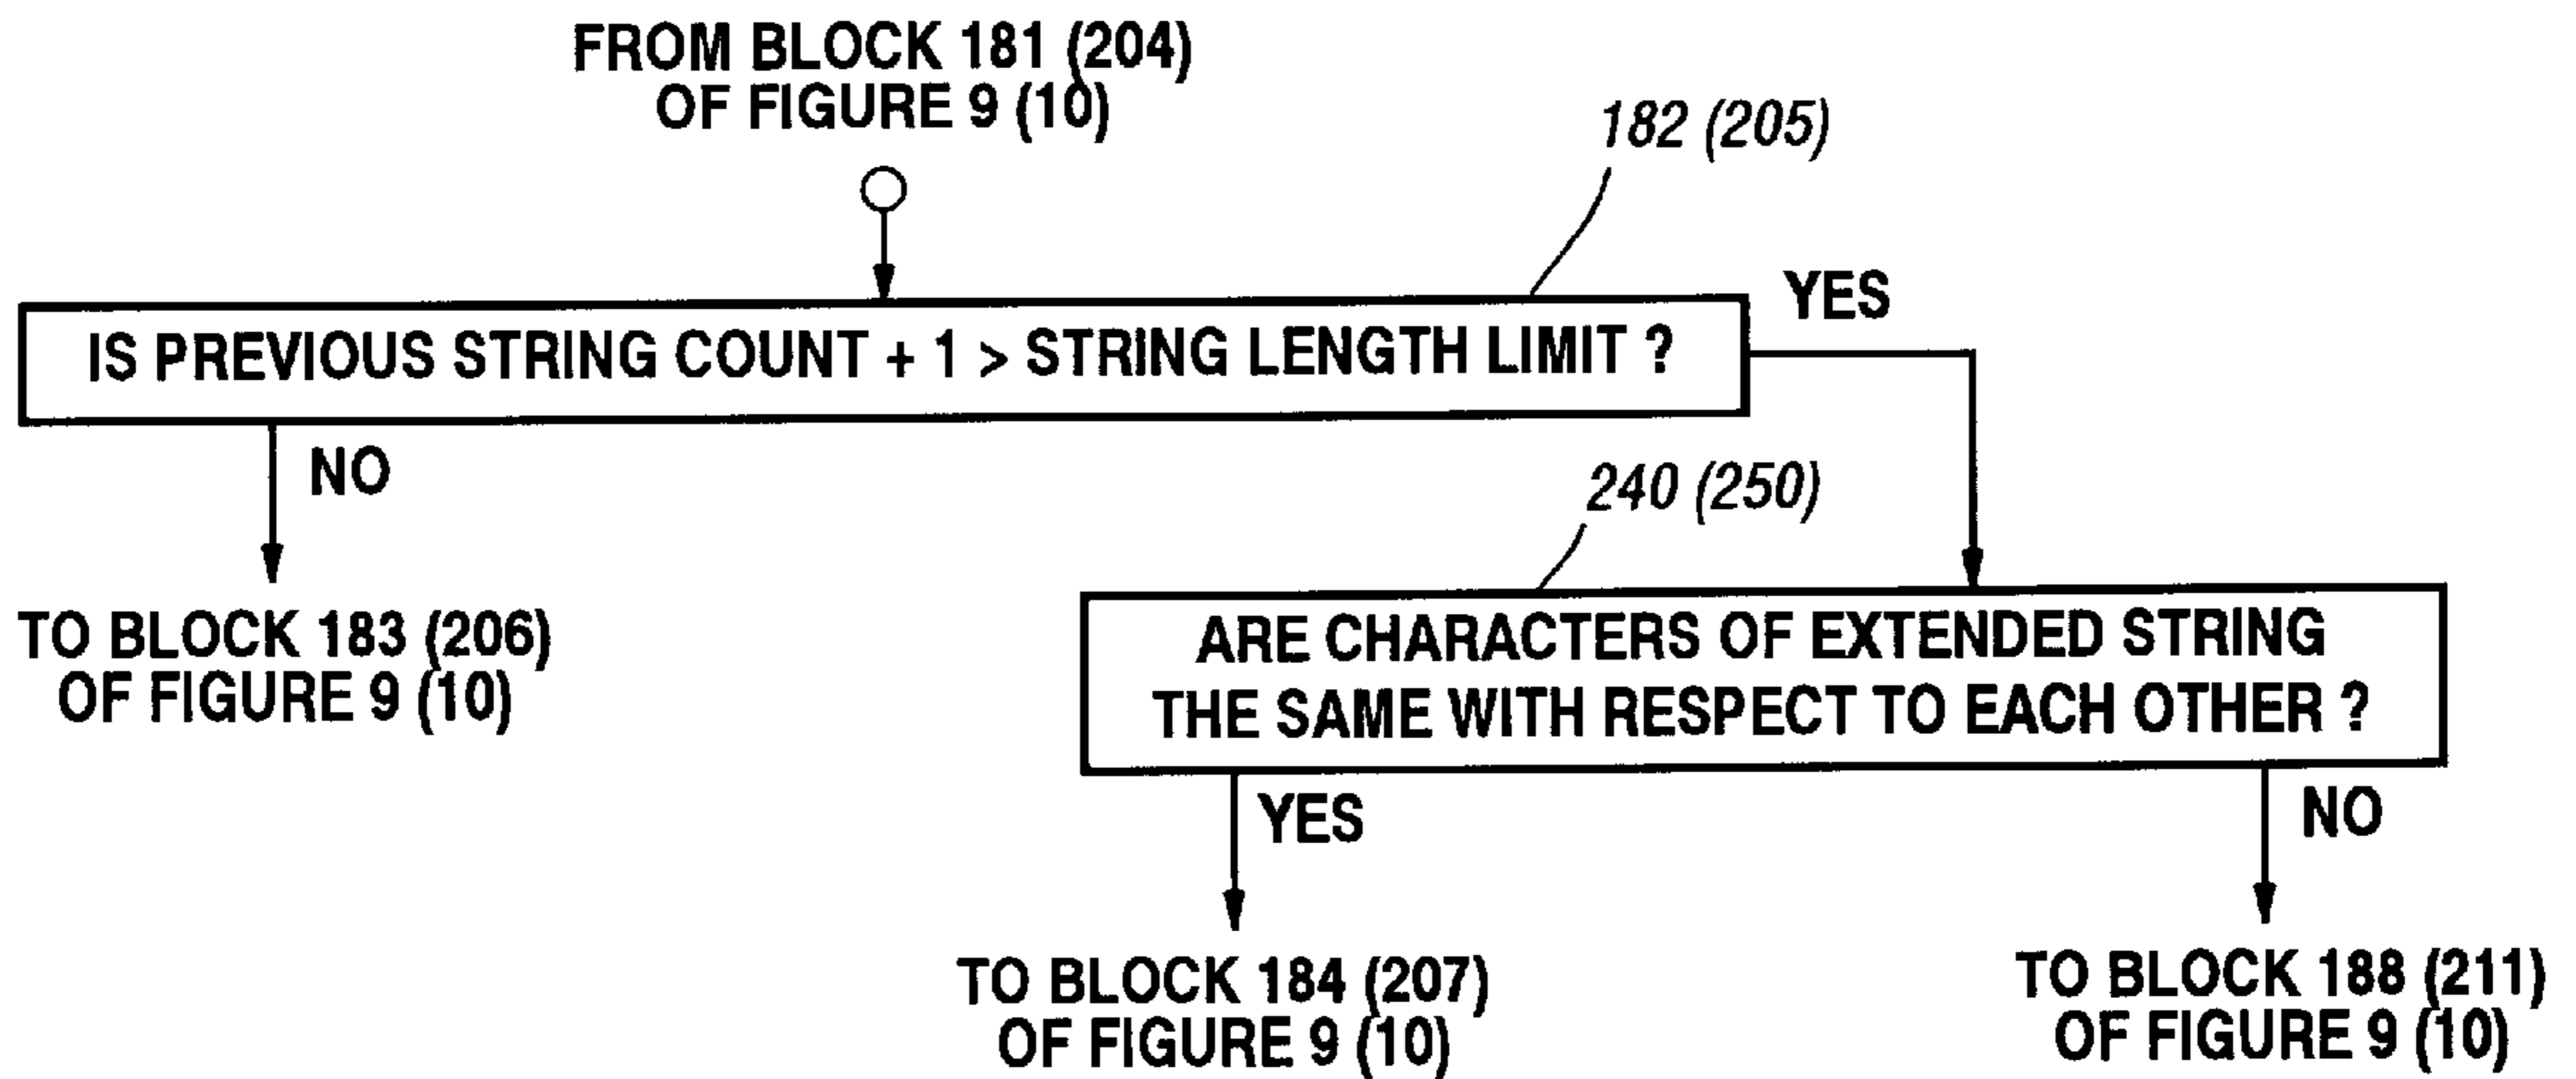 FROM BLOCK 181 (204)
OF FIGURE 9 (10)
182 (205)
IS PREVIOUS STRING COUNT + 1 > STRING LENGTH LIMIT ?
YES
NO
240 (250)
TO BLOCK 183 (206)
OF FIGURE 9 (10)
ARE CHARACTERS OF EXTENDED STRING
THE SAME WITH RESPECT TO EACH OTHER ?
YES
NO
TO BLOCK 184 (207)
OF FIGURE 9 (10)
TO BLOCK 188 (211)
OF FIGURE 9 (10)